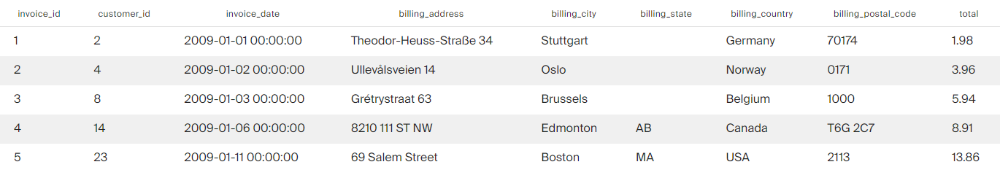 invoice_id customer_id invoice_date billing_address billing_city billing_state billing_country billing_postal_code total
1 2 2009-01-01 00:00:00 Theodor-Heuss-Straße 34 Stuttgart Germany 70174 1.98
2 4 2009-01-02 00:00:00 Ullevålsveien 14 Oslo Norway 0171 3.96
3 8 2009-01-03 00:00:00 Grétrystraat 63 Brussels Belgium 1000 5.94
4 14 2009-01-06 00:00:00 8210 111 ST NW Edmonton AB Canada T6G 2C7 8.91
5 23 2009-01-11 00:00:00 69 Salem Street Boston MA USA 2113 13.86